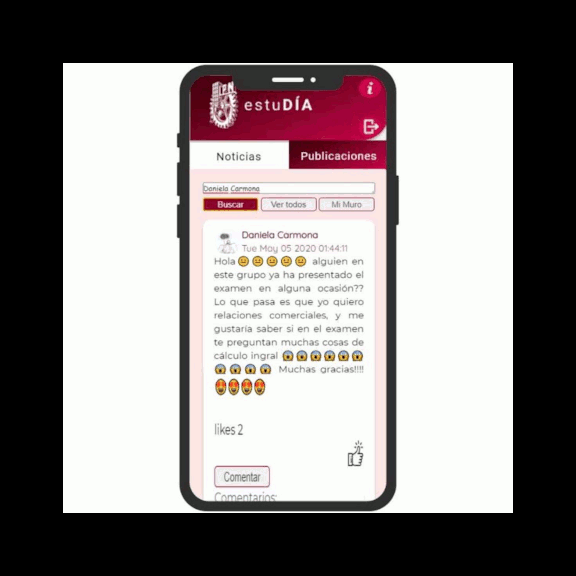 IPN
estuDÍA
i
Noticias Publicaciones
Daniela Carmona
Buscar Ver todos Mi Muro
Daniela Carmona
Tue May 05 2020 01:44:11
Hola😊😊😊😊😊 alguien en
este grupo ya ha presentado el
examen en alguna ocasión??
Lo que pasa es que yo quiero
relaciones comerciales, y me
gustaría saber si en el examen
te preguntan muchas cosas de
cálculo ingral 😱😱😱😱😱😱
😱😱😱😱 Muchas gracias!!!!
😍😍😍😍
likes 2
Comentar
Comentarios: